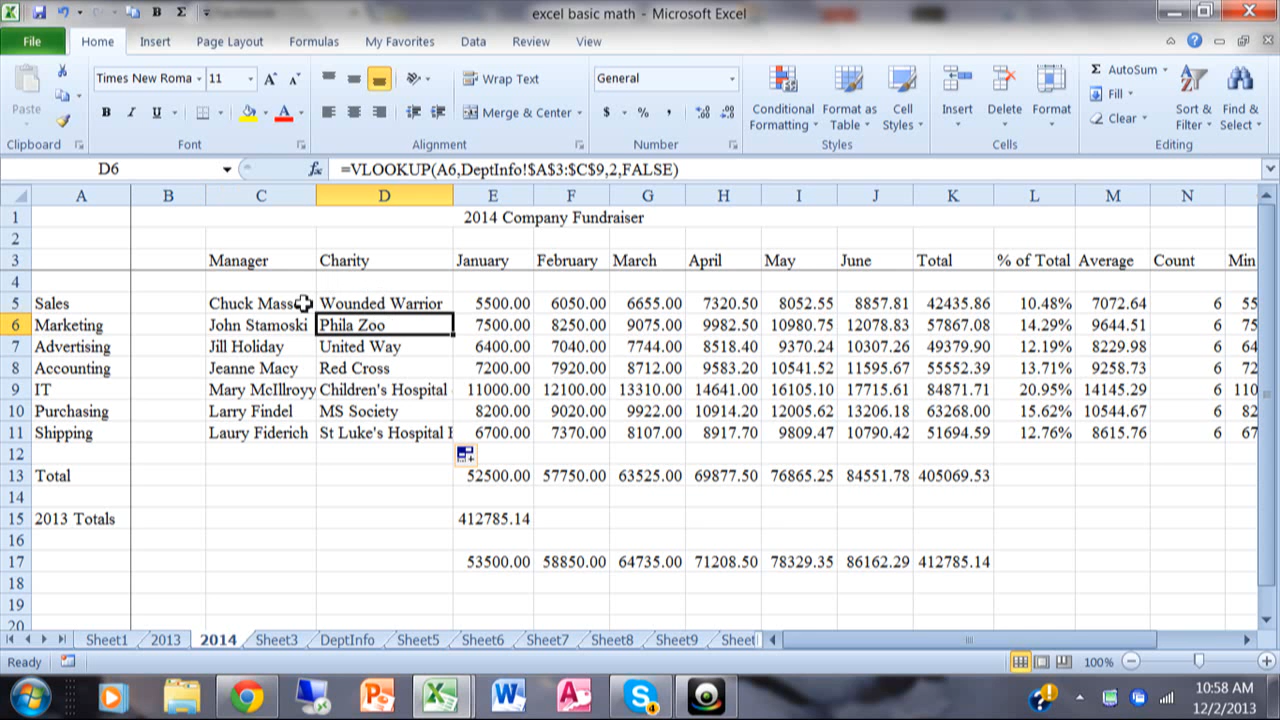 excel basic math - Microsoft Excel
File Home Insert Page Layout Formulas My Favorites Data Review View
Paste
Times New Roma 11
Wrap Text
Merge & Center
General
Conditional Formatting
Format as Table
Cell Styles
Insert Delete Format
AutoSum
Fill
Clear
Sort & Filter
Find & Select
Clipboard Font Alignment Number Styles Cells Editing
D6 fx =VLOOKUP(A6,DeptInfo!$A$3:$C$9,2,FALSE)
A B C D E F G H I J K L M N
1 2014 Company Fundraiser
2
3 Manager Charity January February March April May June Total % of Total Average Count Min
4
5 Sales Chuck Mass Wounded Warrior 5500.00 6050.00 6655.00 7320.50 8052.55 8857.81 42435.86 10.48% 7072.64 6 55
6 Marketing John Stamoski Phila Zoo 7500.00 8250.00 9075.00 9982.50 10980.75 12078.83 57867.08 14.29% 9644.51 6 75
7 Advertising Jill Holiday United Way 6400.00 7040.00 7744.00 8518.40 9370.24 10307.26 49379.90 12.19% 8229.98 6 64
8 Accounting Jeanne Macy Red Cross 7200.00 7920.00 8712.00 9583.20 10541.52 11595.67 55552.39 13.71% 9258.73 6 72
9 IT Mary McIllroyy Children's Hospital 11000.00 12100.00 13310.00 14641.00 16105.10 17715.61 84871.71 20.95% 14145.29 6 110
10 Purchasing Larry Findel MS Society 8200.00 9020.00 9922.00 10914.20 12005.62 13206.18 63268.00 15.62% 10544.67 6 82
11 Shipping Laury Fiderich St Luke's Hospital 6700.00 7370.00 8107.00 8917.70 9809.47 10790.42 51694.59 12.76% 8615.76 6 67
12
13 Total 52500.00 57750.00 63525.00 69877.50 76865.25 84551.78 405069.53
14
15 2013 Totals 412785.14
16
17 53500.00 58850.00 64735.00 71208.50 78329.35 86162.29 412785.14
18
19
20
Sheet1 2013 2014 Sheet3 DeptInfo Sheet5 Sheet6 Sheet7 Sheet8 Sheet9 Sheet
Ready 100%
10:58 AM
12/2/2013